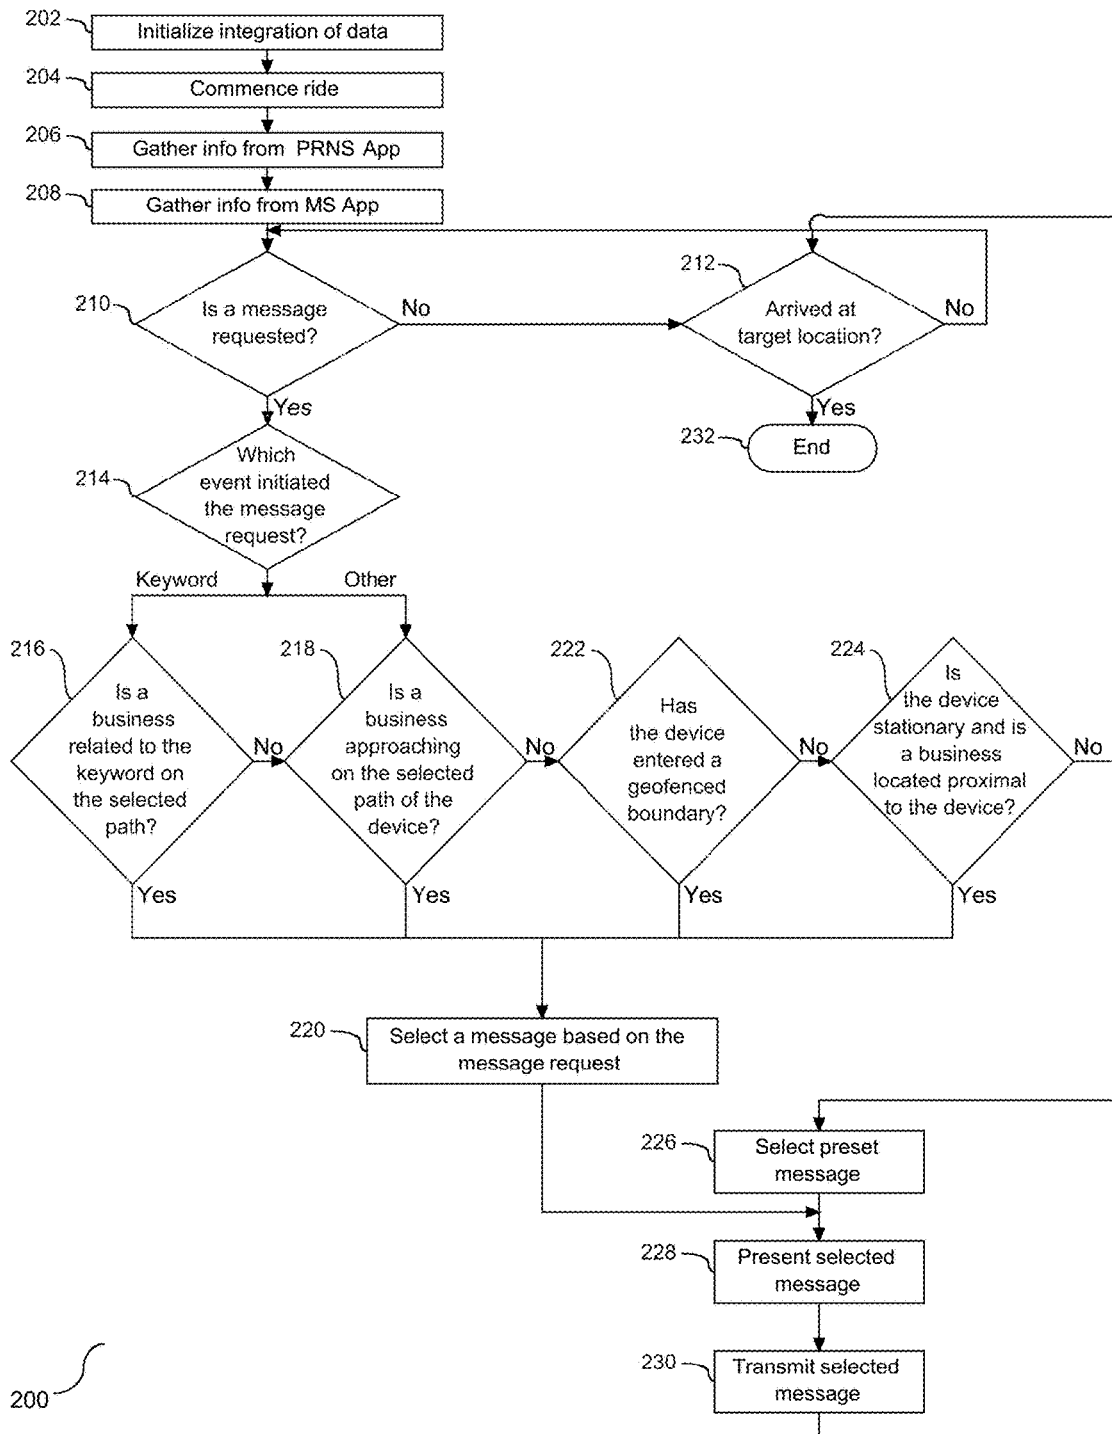 202
Initialize integration of data
204
Commence ride
206
Gather info from PRNS App
208
Gather info from MS App
210
Is a message
requested?
No
Yes
212
Arrived at
target location?
No
Yes
232
End
214
Which
event initiated
the message
request?
Keyword
Other
216
Is a
business
related to the
keyword on
the selected
path?
No
Yes
218
Is a
business
approaching
on the selected
path of the
device?
No
Yes
222
Has
the device
entered a
geofenced
boundary?
No
Yes
224
Is
the device
stationary and is
a business
located proximal
to the device?
No
Yes
220
Select a message based on the
message request
226
Select preset
message
228
Present selected
message
230
Transmit selected
message
200